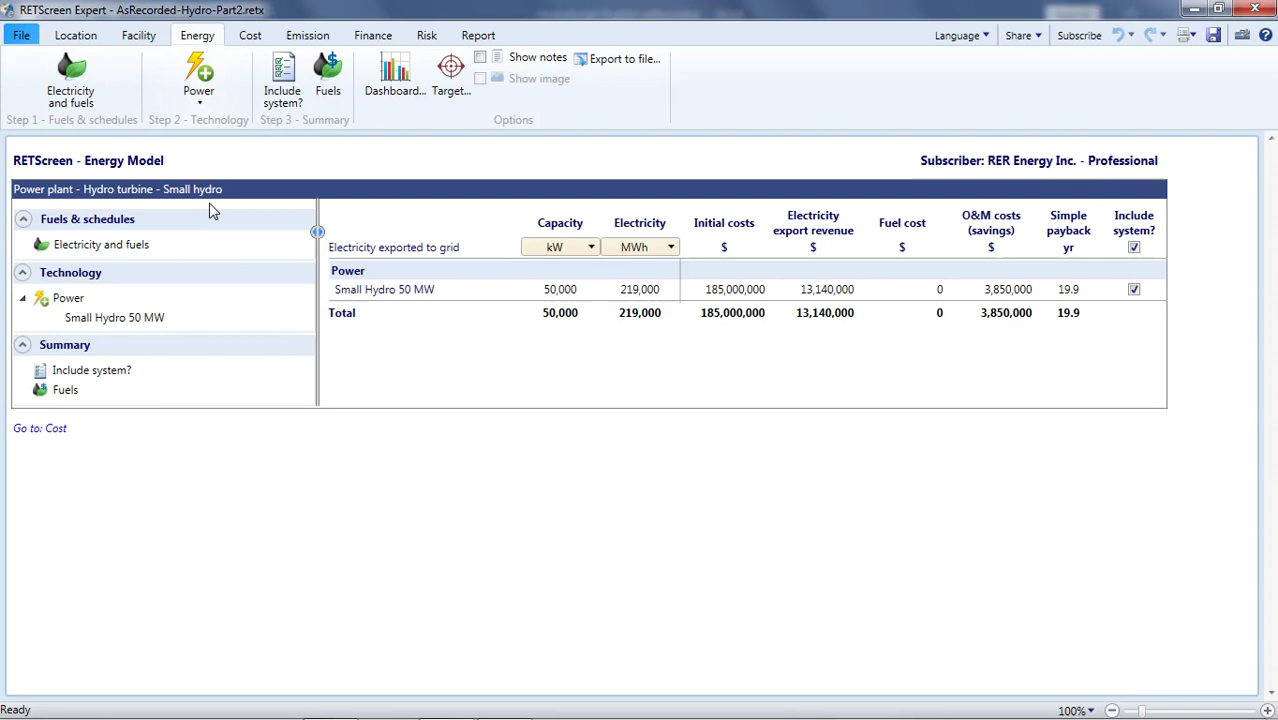 RETScreen Expert - AsRecorded-Hydro-Part2.retx
File Location Facility Energy Cost Emission Finance Risk Report Language Share Subscribe
Electricity and fuels
Power
Include system?
Fuels
Dashboard...
Target...
Show notes
Export to file...
Show image
Step 1 - Fuels & schedules Step 2 - Technology Step 3 - Summary Options
RETScreen - Energy Model
Subscriber: RER Energy Inc. - Professional
Power plant - Hydro turbine - Small hydro
Fuels & schedules
Electricity and fuels
Technology
Power
Small Hydro 50 MW
Summary
Include system?
Fuels
Capacity Electricity Initial costs Electricity export revenue Fuel cost O&M costs (savings) Simple payback Include system?
Electricity exported to grid kW MWh $ $ $ $ yr
Power
Small Hydro 50 MW 50,000 219,000 185,000,000 13,140,000 0 3,850,000 19.9
Total 50,000 219,000 185,000,000 13,140,000 0 3,850,000 19.9
Go to: Cost
Ready
100%